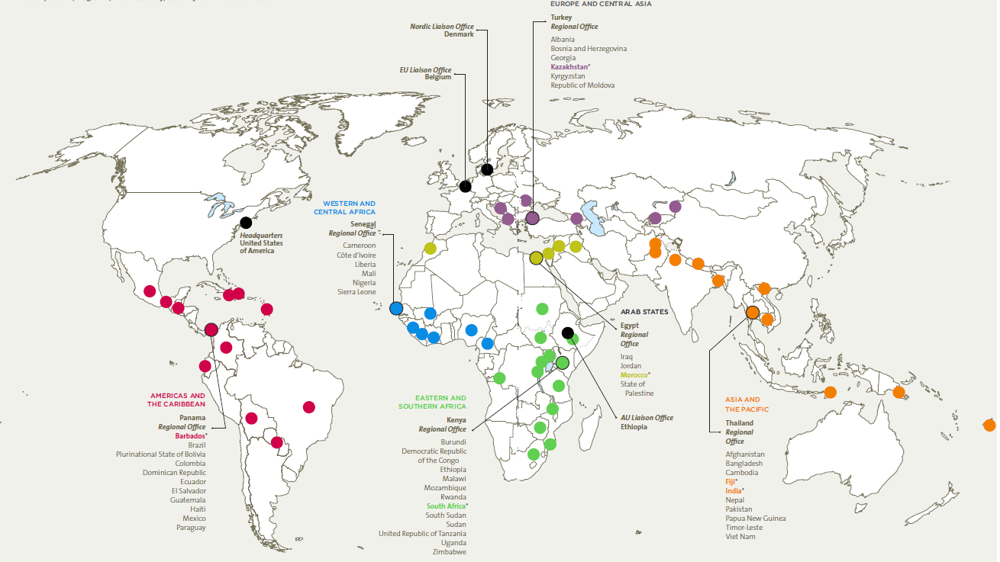 EUROPE AND CENTRAL ASIA
Turkey
Regional Office
Albania
Bosnia and Herzegovina
Georgia
Kazakhstan*
Kyrgyzstan
Republic of Moldova
Nordic Liaison Office
Denmark
EU Liaison Office
Belgium
Headquarters
United States
of America
WESTERN AND
CENTRAL AFRICA
Senegal
Regional Office
Cameroon
Côte d'Ivoire
Liberia
Mali
Nigeria
Sierra Leone
ARAB STATES
Egypt
Regional
Office
Iraq
Jordan
Morocco*
State of
Palestine
AU Liaison Office
Ethiopia
AMERICAS AND
THE CARIBBEAN
Panama
Regional Office
Barbados*
Brazil
Plurinational State of Bolivia
Colombia
Dominican Republic
Ecuador
El Salvador
Guatemala
Haiti
Mexico
Paraguay
EASTERN AND
SOUTHERN AFRICA
Kenya
Regional Office
Burundi
Democratic Republic
of the Congo
Ethiopia
Malawi
Mozambique
Rwanda
South Africa*
South Sudan
Sudan
United Republic of Tanzania
Uganda
Zimbabwe
ASIA AND
THE PACIFIC
Thailand
Regional
Office
Afghanistan
Bangladesh
Cambodia
Fiji*
India*
Nepal
Pakistan
Papua New Guinea
Timor-Leste
Viet Nam